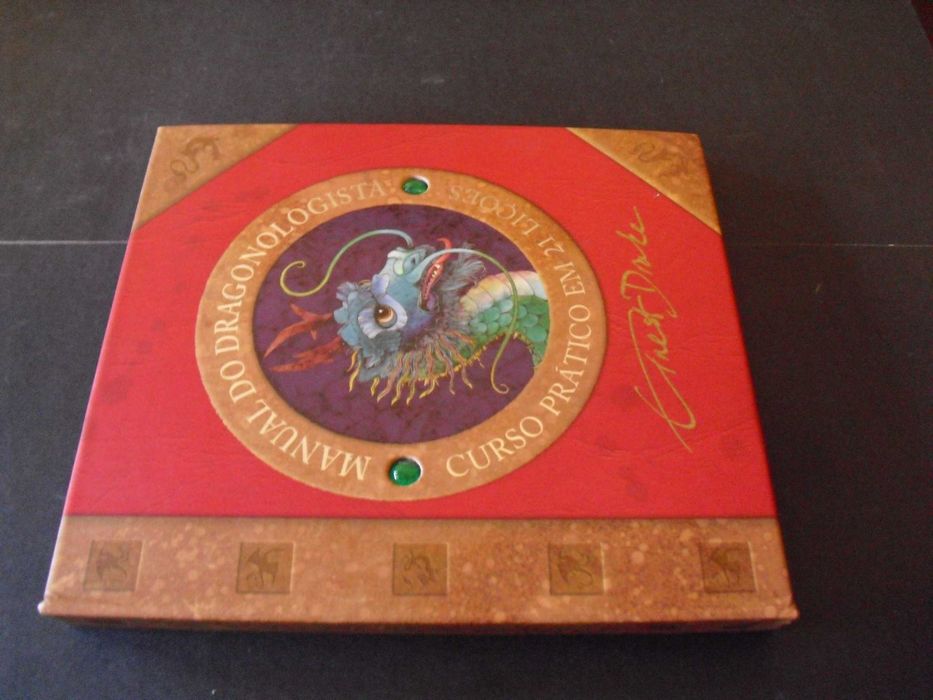 MANUAL DO DRAGONOLOGISTA:
CURSO PRÁTICO EM 21 LIÇÕES
Ernest Drake